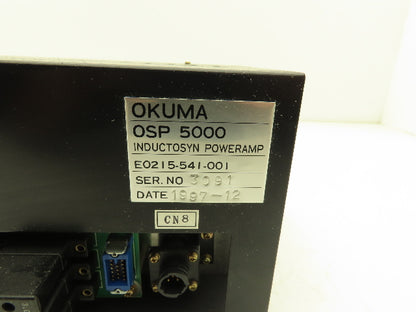 OKUMA
OSP 5000
INDUCTOSYN POWERAMP
E0215-541-001
SER. NO 3091
DATE 1997-12
CN8